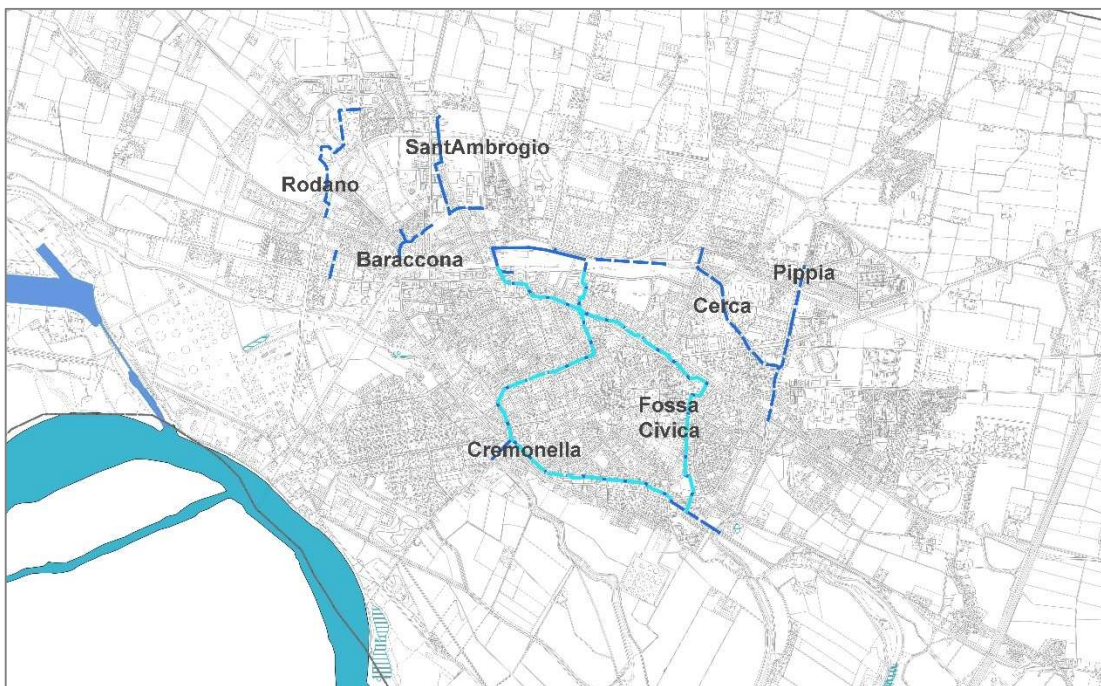 SantAmbrogio
Rodano
Baraccona
Pippia
Cerca
Fossa
Civica
Cremonella